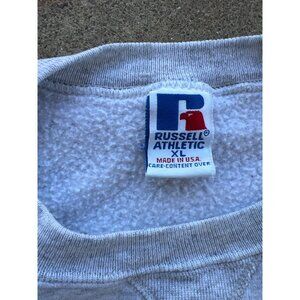 RUSSELL®
ATHLETIC
XL
MADE IN U.S.A.
CARE-CONTENT OVER